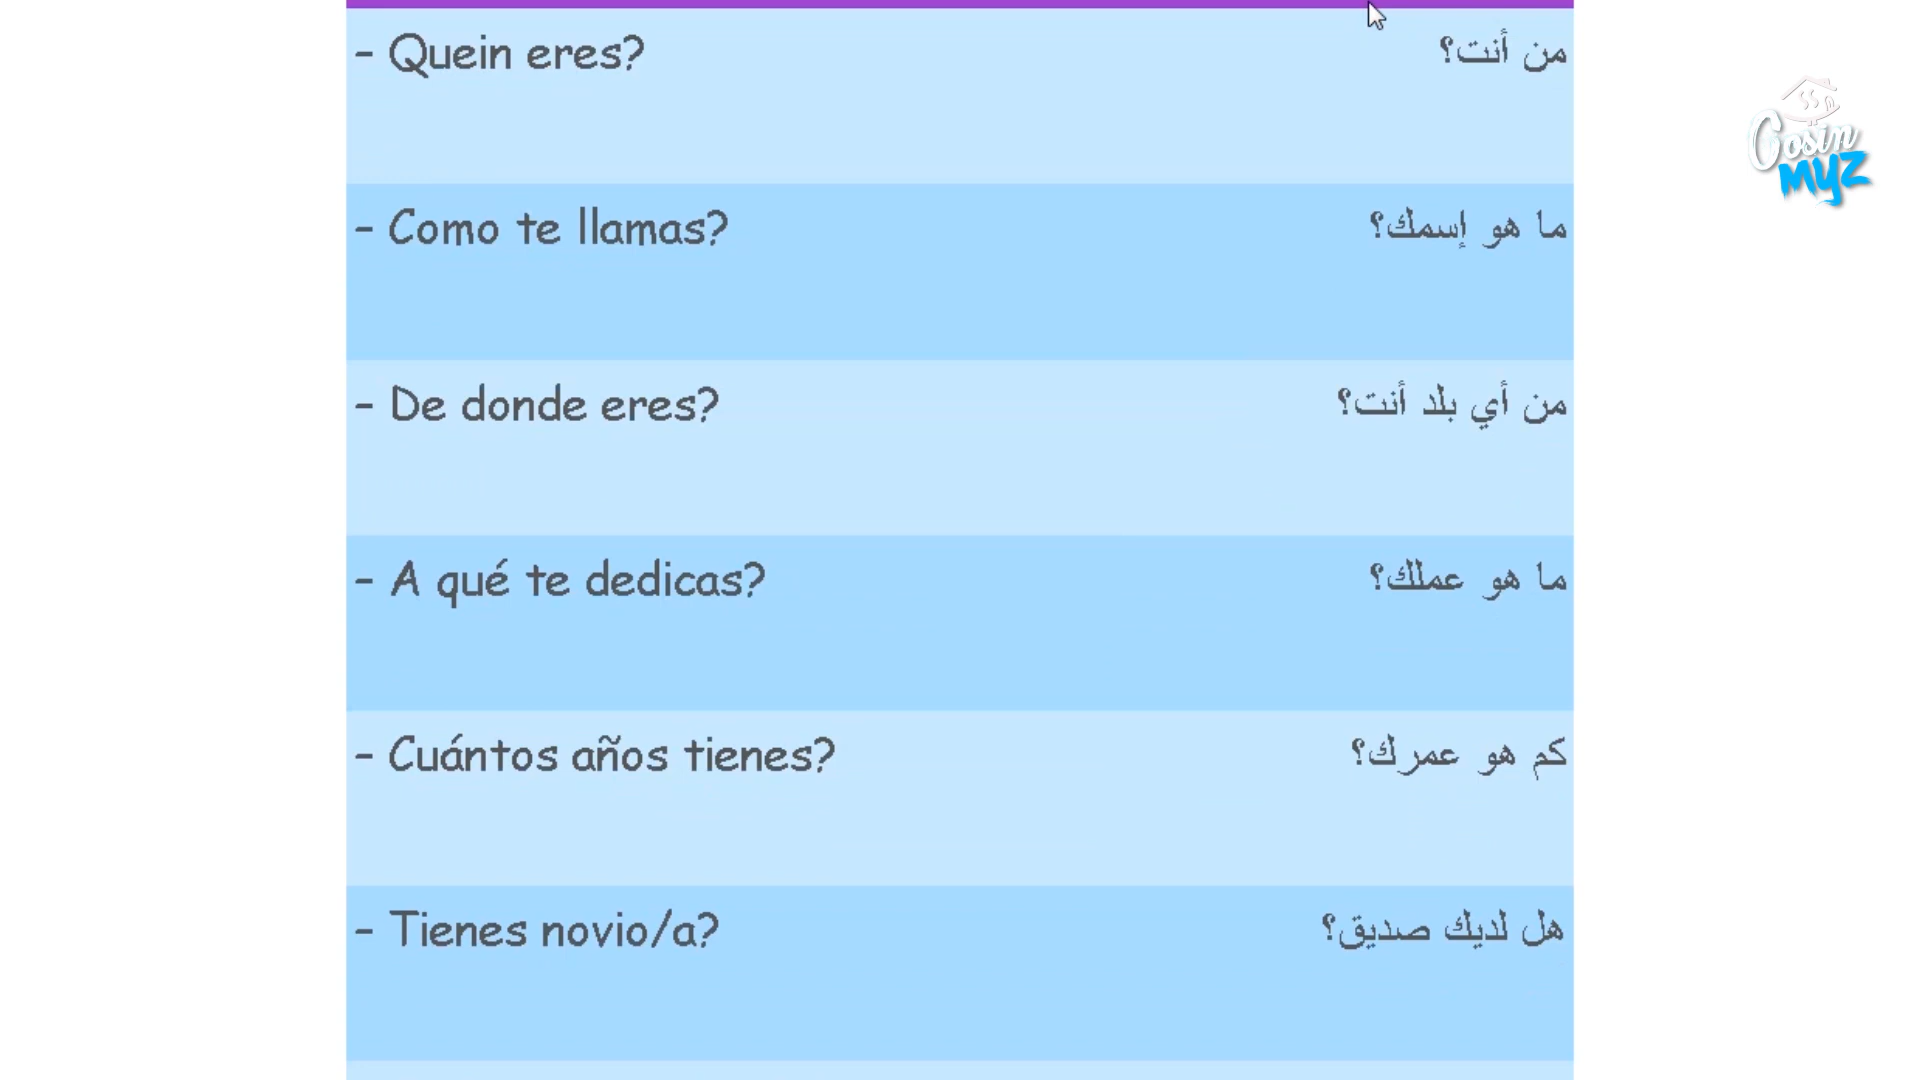 - Quein eres? من أنت؟
- Como te llamas? ما هو إسمك؟
- De donde eres? من أي بلد أنت؟
- A qué te dedicas? ما هو عملك؟
- Cuántos años tienes? كم هو عمرك؟
- Tienes novio/a? هل لديك صديق؟
Cosin
MYZ